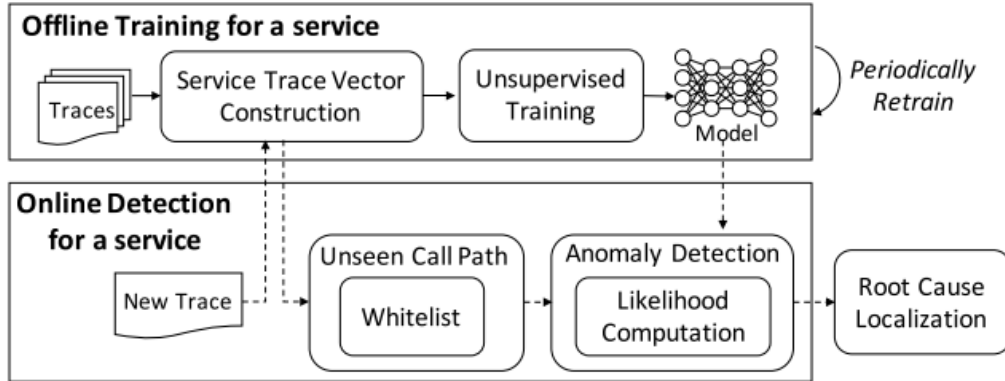 Offline Training for a service
Traces
Service Trace Vector
Construction
Unsupervised
Training
Model
Periodically
Retrain
Online Detection
for a service
New Trace
Unseen Call Path
Whitelist
Anomaly Detection
Likelihood
Computation
Root Cause
Localization